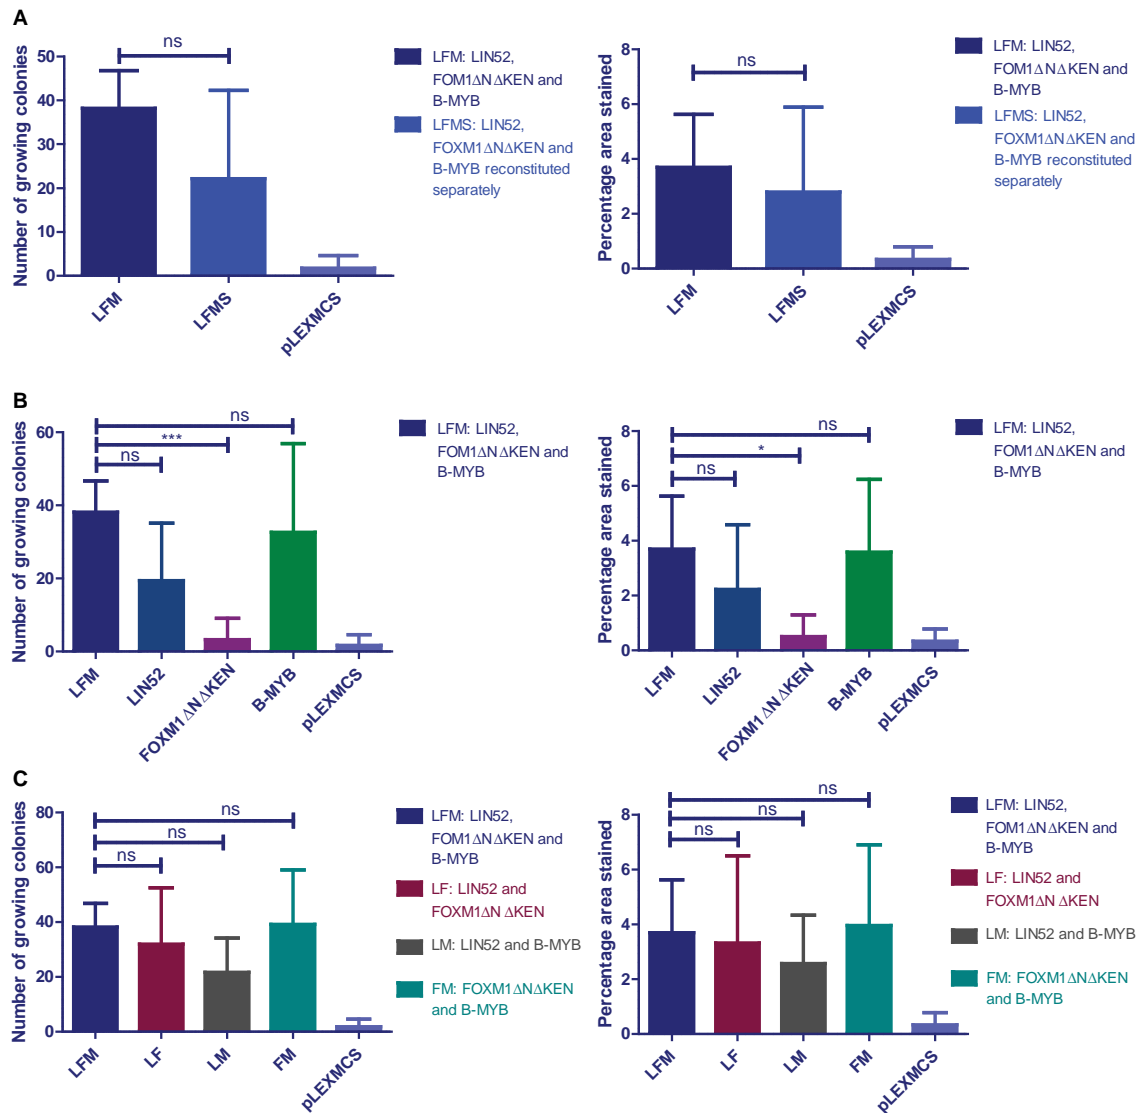 A
Number of growing colonies
50
40
30
20
10
0
ns
LFM
LFMS
pLEXMCS
LFM: LIN52,
FOM1ΔNΔKEN and
B-MYB
LFMS: LIN52,
FOXM1ΔNΔKEN and
B-MYB reconstituted
separately
Percentage area stained
8
6
4
2
0
ns
LFM
LFMS
pLEXMCS
LFM: LIN52,
FOM1ΔNΔKEN and
B-MYB
LFMS: LIN52,
FOXM1ΔNΔKEN and
B-MYB reconstituted
separately
B
Number of growing colonies
60
40
20
0
ns
***
ns
LFM
LIN52
FOXM1ΔNΔKEN
B-MYB
pLEXMCS
LFM: LIN52,
FOM1ΔNΔKEN and
B-MYB
Percentage area stained
8
6
4
2
0
ns
*
ns
LFM
LIN52
FOXM1ΔNΔKEN
B-MYB
pLEXMCS
LFM: LIN52,
FOM1ΔNΔKEN and
B-MYB
C
Number of growing colonies
80
60
40
20
0
ns
ns
ns
LFM
LF
LM
FM
pLEXMCS
LFM: LIN52,
FOM1ΔNΔKEN and
B-MYB
LF: LIN52 and
FOXM1ΔN ΔKEN
LM: LIN52 and B-MYB
FM: FOXM1ΔNΔKEN
and B-MYB
Percentage area stained
8
6
4
2
0
ns
ns
ns
LFM
LF
LM
FM
pLEXMCS
LFM: LIN52,
FOM1ΔNΔKEN and
B-MYB
LF: LIN52 and
FOXM1ΔN ΔKEN
LM: LIN52 and B-MYB
FM: FOXM1ΔNΔKEN
and B-MYB